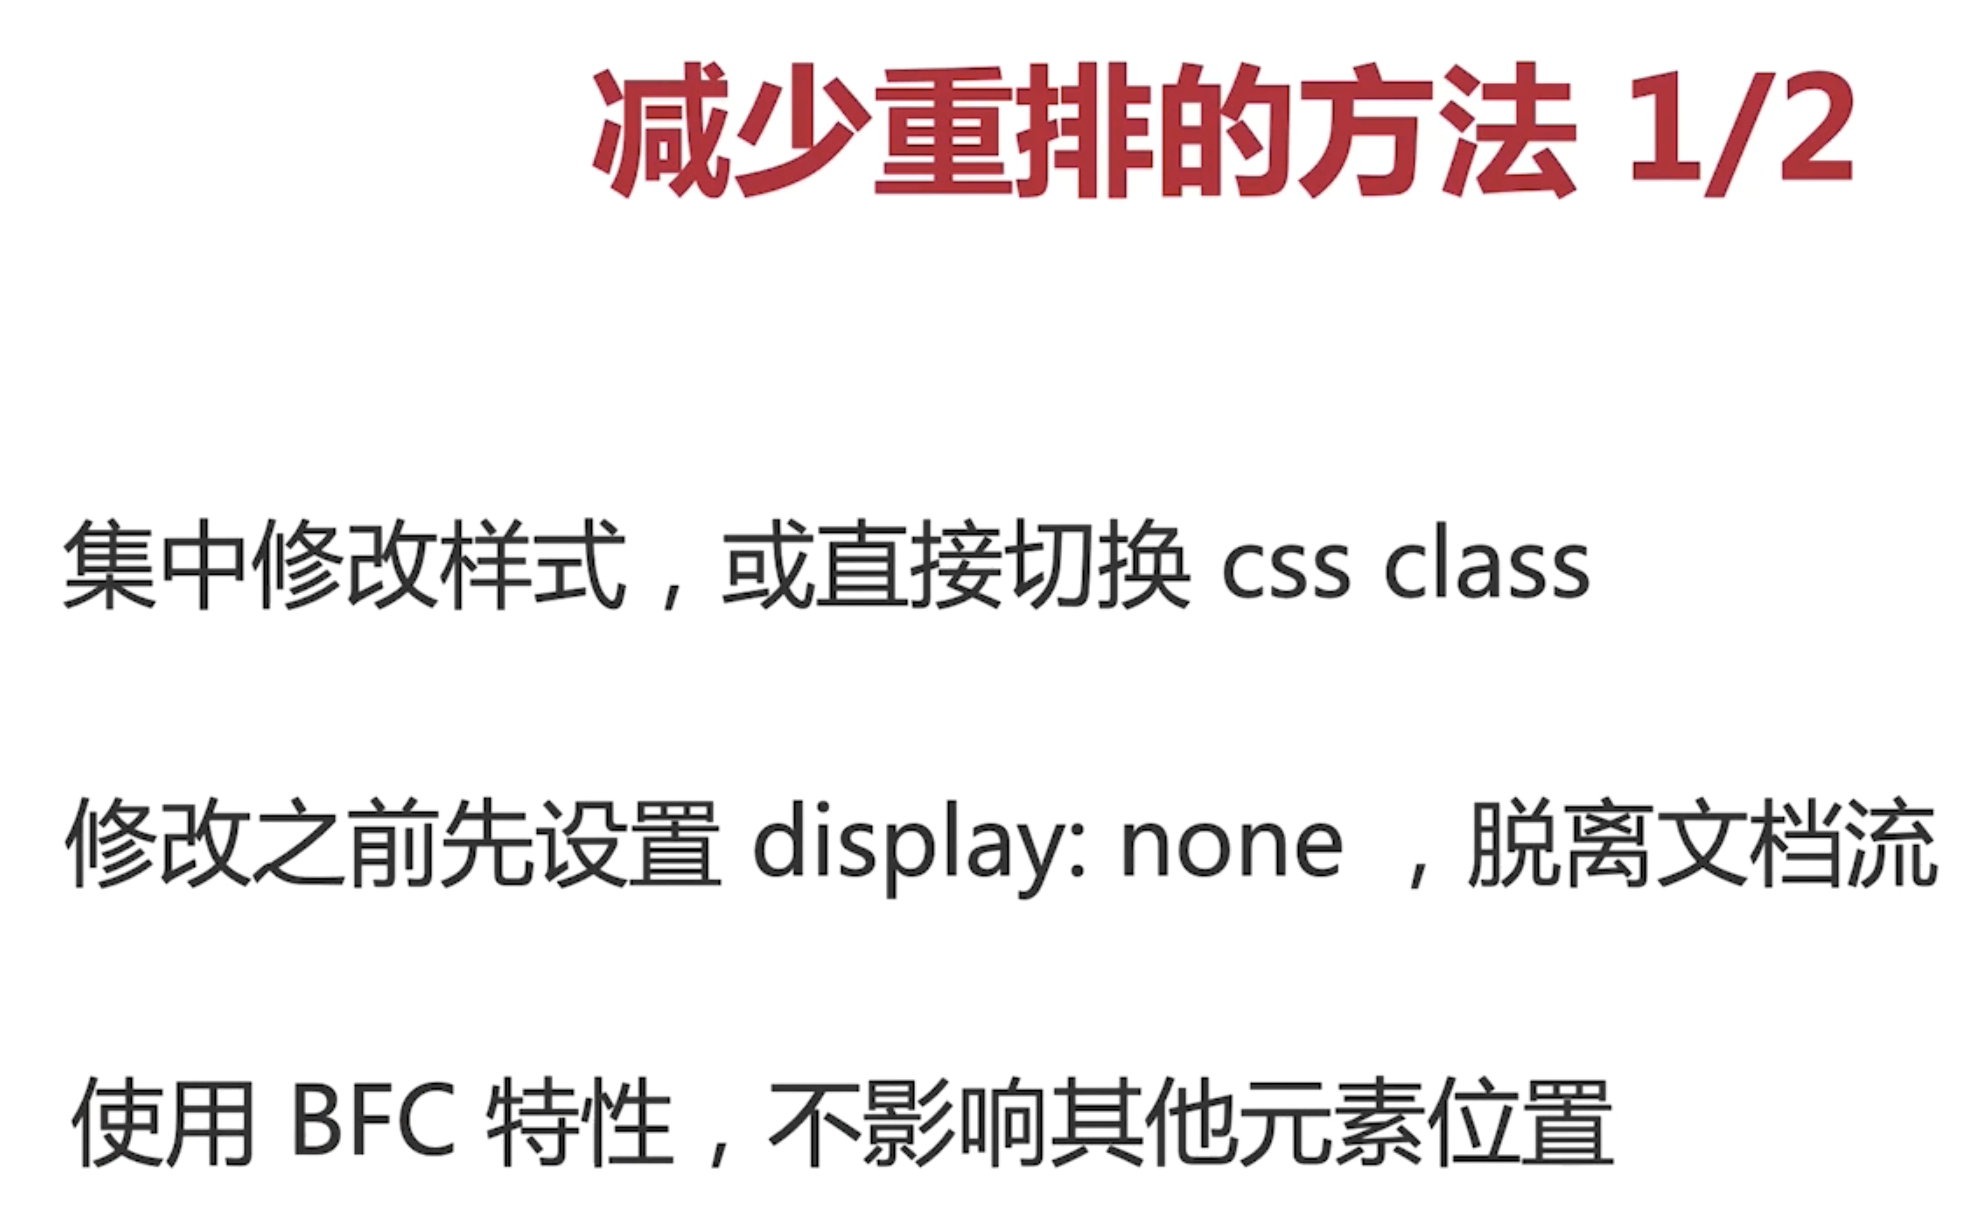 减少重排的方法 1/2
集中修改样式，或直接切换 css class
修改之前先设置 display: none ，脱离文档流
使用 BFC 特性，不影响其他元素位置